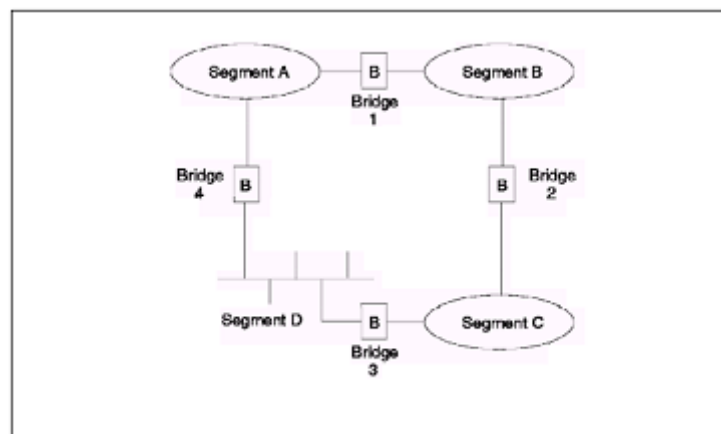 Segment A
B
Segment B
Bridge
1
Bridge
4
B
B
Bridge
2
Segment D
B
Segment C
Bridge
3